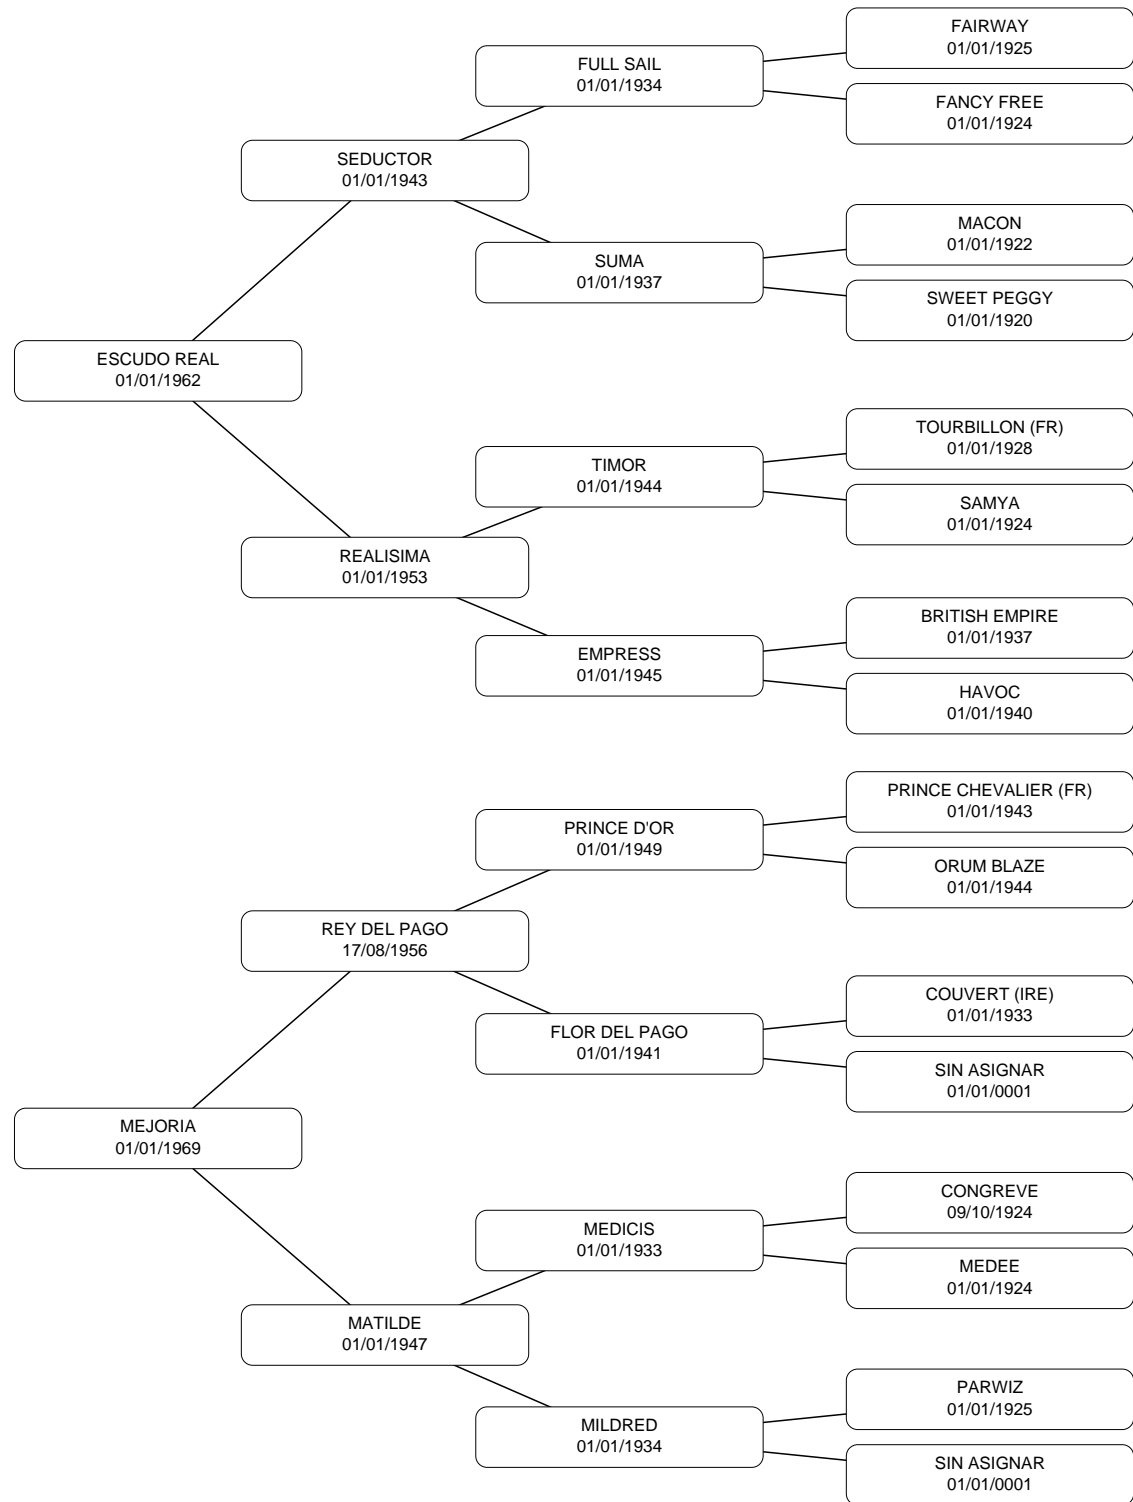 FAIRWAY
01/01/1925
FULL SAIL
01/01/1934
FANCY FREE
01/01/1924
SEDUCTOR
01/01/1943
MACON
01/01/1922
SUMA
01/01/1937
SWEET PEGGY
01/01/1920
ESCUDO REAL
01/01/1962
TOURBILLON (FR)
01/01/1928
TIMOR
01/01/1944
SAMYA
01/01/1924
REALISIMA
01/01/1953
BRITISH EMPIRE
01/01/1937
EMPRESS
01/01/1945
HAVOC
01/01/1940
PRINCE CHEVALIER (FR)
01/01/1943
PRINCE D'OR
01/01/1949
ORUM BLAZE
01/01/1944
REY DEL PAGO
17/08/1956
COUVERT (IRE)
01/01/1933
FLOR DEL PAGO
01/01/1941
SIN ASIGNAR
01/01/0001
MEJORIA
01/01/1969
CONGREVE
09/10/1924
MEDICIS
01/01/1933
MEDEE
01/01/1924
MATILDE
01/01/1947
PARWIZ
01/01/1925
MILDRED
01/01/1934
SIN ASIGNAR
01/01/0001